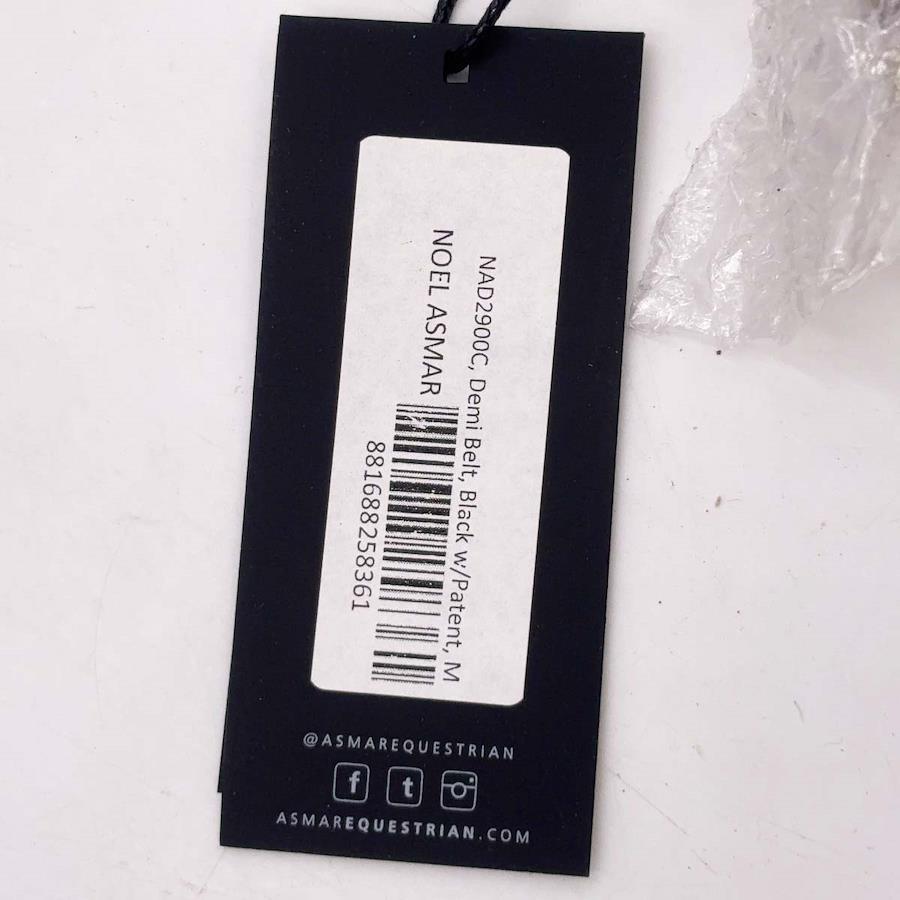 NAD2900C, Demi Belt, Black w/Patent, M
NOEL ASMAR
881688258361
@ASMAREQUESTRIAN
f t
ASMAREQUESTRIAN.COM